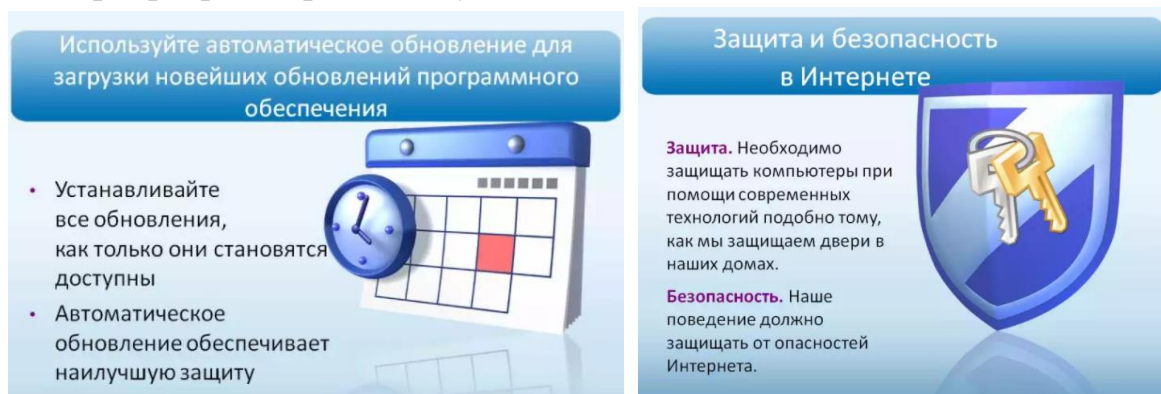 Используйте автоматическое обновление для
загрузки новейших обновлений программного
обеспечения
• Устанавливайте
все обновления,
как только они становятся
доступны
• Автоматическое
обновление обеспечивает
наилучшую защиту
Защита и безопасность
в Интернете
Защита. Необходимо
защищать компьютеры при
помощи современных
технологий подобно тому,
как мы защищаем двери в
наших домах.
Безопасность. Наше
поведение должно
защищать от опасностей
Интернета.